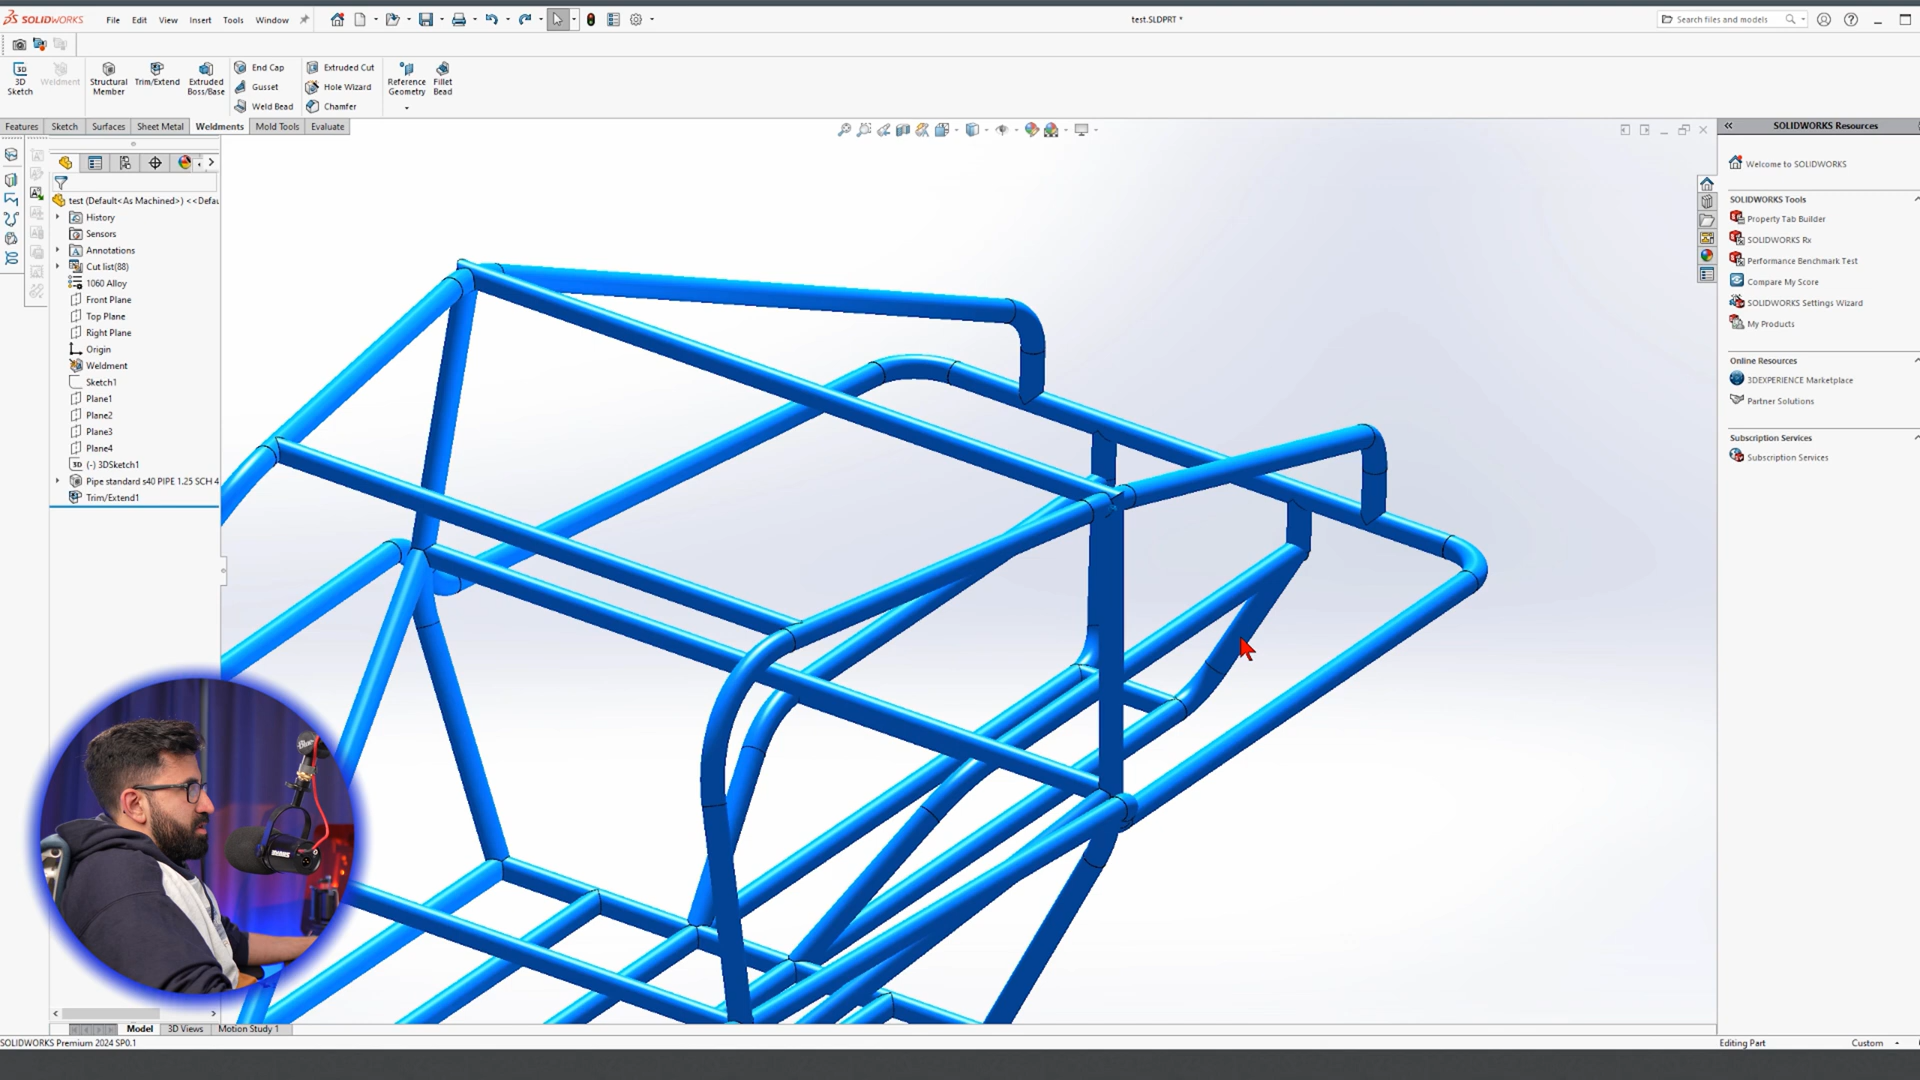 SOLIDWORKS File Edit View Insert Tools Window test.SLDPRT * Search files and models
3D Sketch
Weldment
Structural Member
Trim/Extend
Extruded Boss/Base
End Cap
Gusset
Weld Bead
Extruded Cut
Hole Wizard
Chamfer
Reference Geometry
Fillet Bead
Features Sketch Surfaces Sheet Metal Weldments Mold Tools Evaluate
test (Default<As Machined>) <<Defau
History
Sensors
Annotations
Cut list(88)
1060 Alloy
Front Plane
Top Plane
Right Plane
Origin
Weldment
Sketch1
Plane1
Plane2
Plane3
Plane4
3D (-) 3DSketch1
Pipe standard s40 PIPE 1.25 SCH 4
Trim/Extend1
SOLIDWORKS Resources
Welcome to SOLIDWORKS
SOLIDWORKS Tools
Property Tab Builder
SOLIDWORKS Rx
Performance Benchmark Test
Compare My Score
SOLIDWORKS Settings Wizard
My Products
Online Resources
3DEXPERIENCE Marketplace
Partner Solutions
Subscription Services
Subscription Services
Blue
Model 3D Views Motion Study 1
SOLIDWORKS Premium 2024 SP0.1 Editing Part Custom